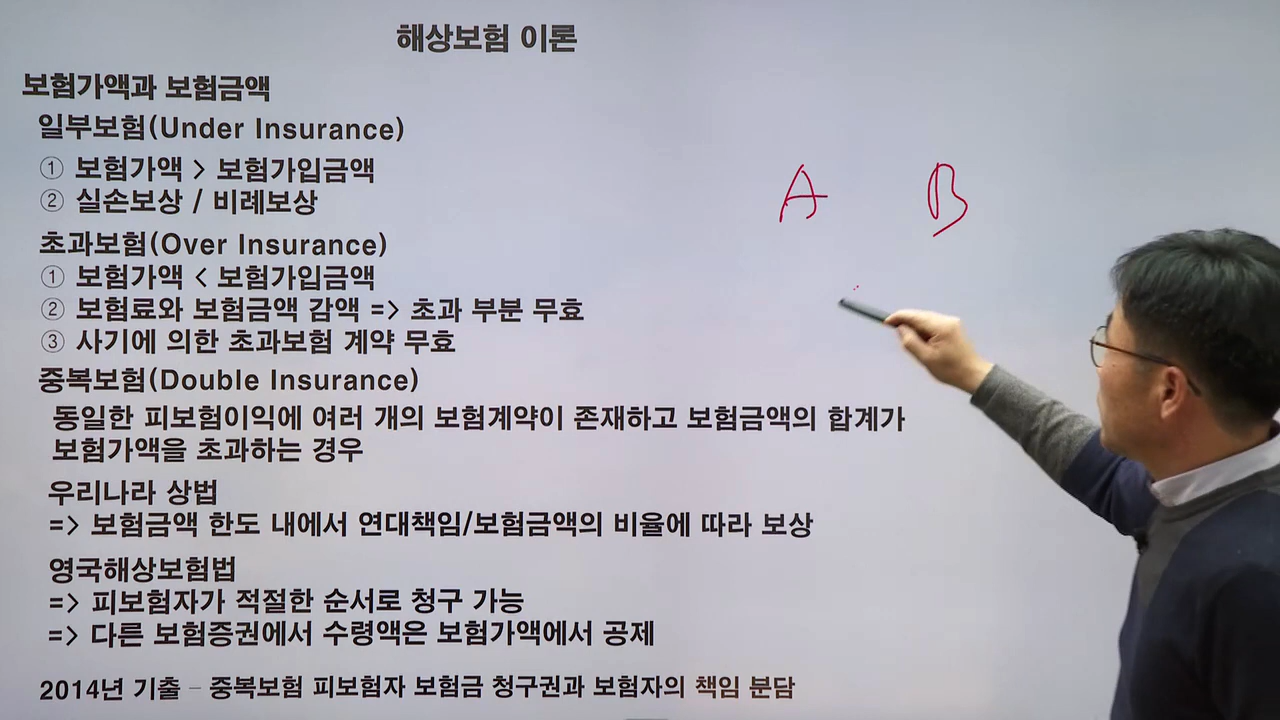 해상보험 이론
보험가액과 보험금액
일부보험(Under Insurance)
① 보험가액 > 보험가입금액
② 실손보상 / 비례보상
초과보험(Over Insurance)
① 보험가액 < 보험가입금액
② 보험료와 보험금액 감액 => 초과 부분 무효
③ 사기에 의한 초과보험 계약 무효
중복보험(Double Insurance)
동일한 피보험이익에 여러 개의 보험계약이 존재하고 보험금액의 합계가
보험가액을 초과하는 경우
우리나라 상법
=> 보험금액 한도 내에서 연대책임/보험금액의 비율에 따라 보상
영국해상보험법
=> 피보험자가 적절한 순서로 청구 가능
=> 다른 보험증권에서 수령액은 보험가액에서 공제
2014년 기출 – 중복보험 피보험자 보험금 청구권과 보험자의 책임 분담
A B